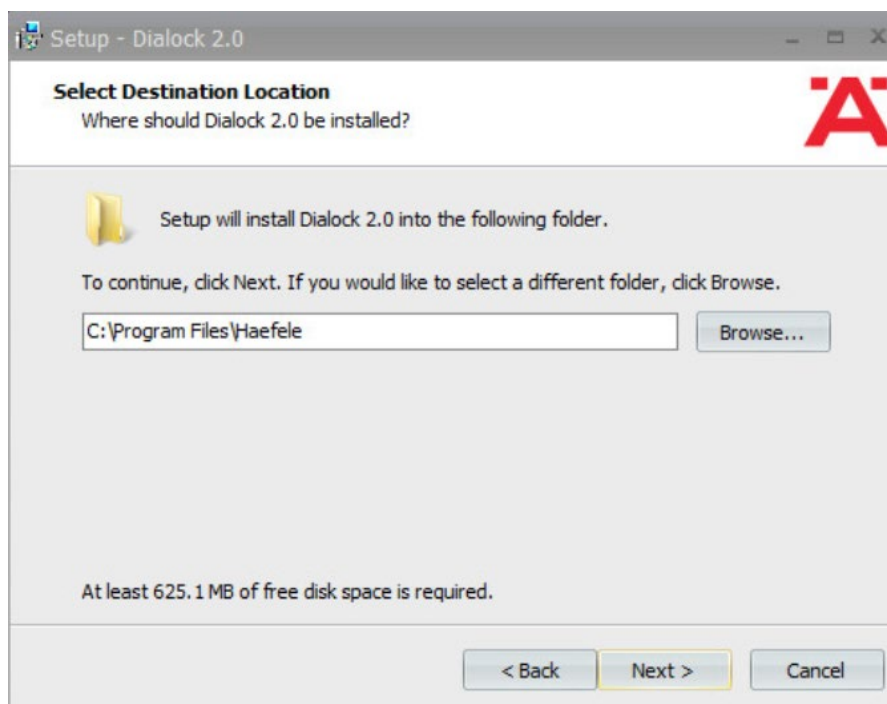 Setup - Dialock 2.0
Select Destination Location
Where should Dialock 2.0 be installed?
Setup will install Dialock 2.0 into the following folder.
To continue, click Next. If you would like to select a different folder, click Browse.
C:\Program Files\Haefele
Browse...
At least 625.1 MB of free disk space is required.
< Back
Next >
Cancel